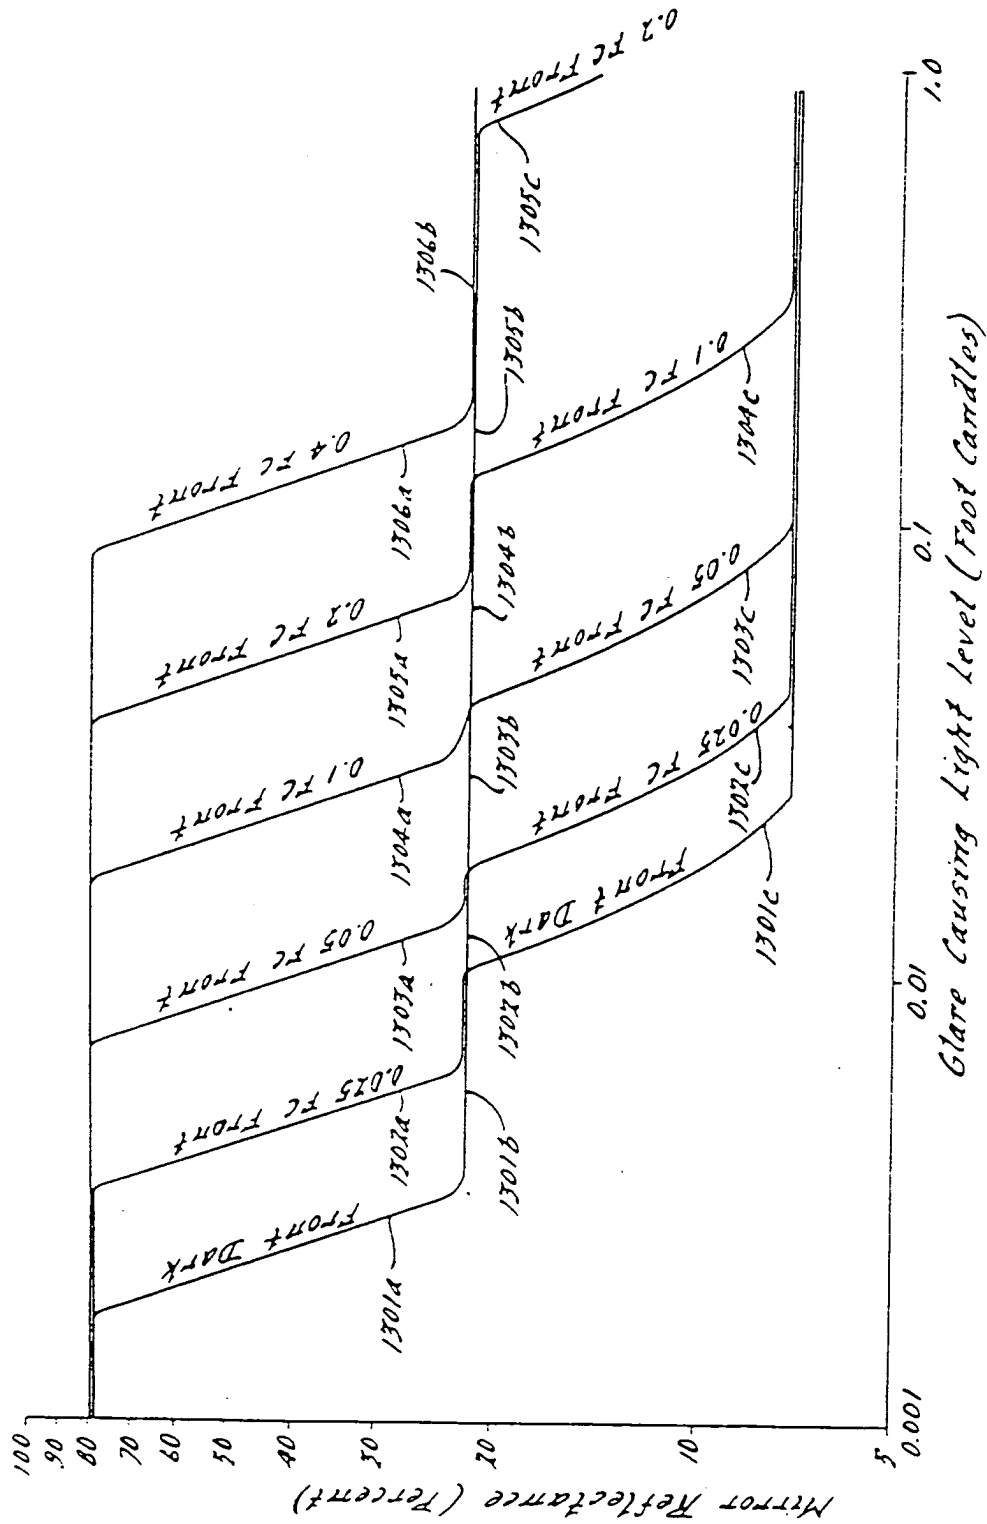 Mirror Reflectance (Percent)
100
90
80
70
60
50
40
30
20
10
5
0.001
0.01
0.1
1.0
Glare Causing Light Level (Foot Candles)
Front Dark
1301a
0.025 FC Front
1302a
0.05 FC Front
1303a
0.1 FC Front
1304a
0.2 FC Front
1305a
0.4 FC Front
1306a
1301b
1302b
1303b
1304b
1305b
1306b
Front Dark
1301c
0.025 FC Front
1302c
0.05 FC Front
1303c
0.1 FC Front
1304c
0.2 FC Front
1305c